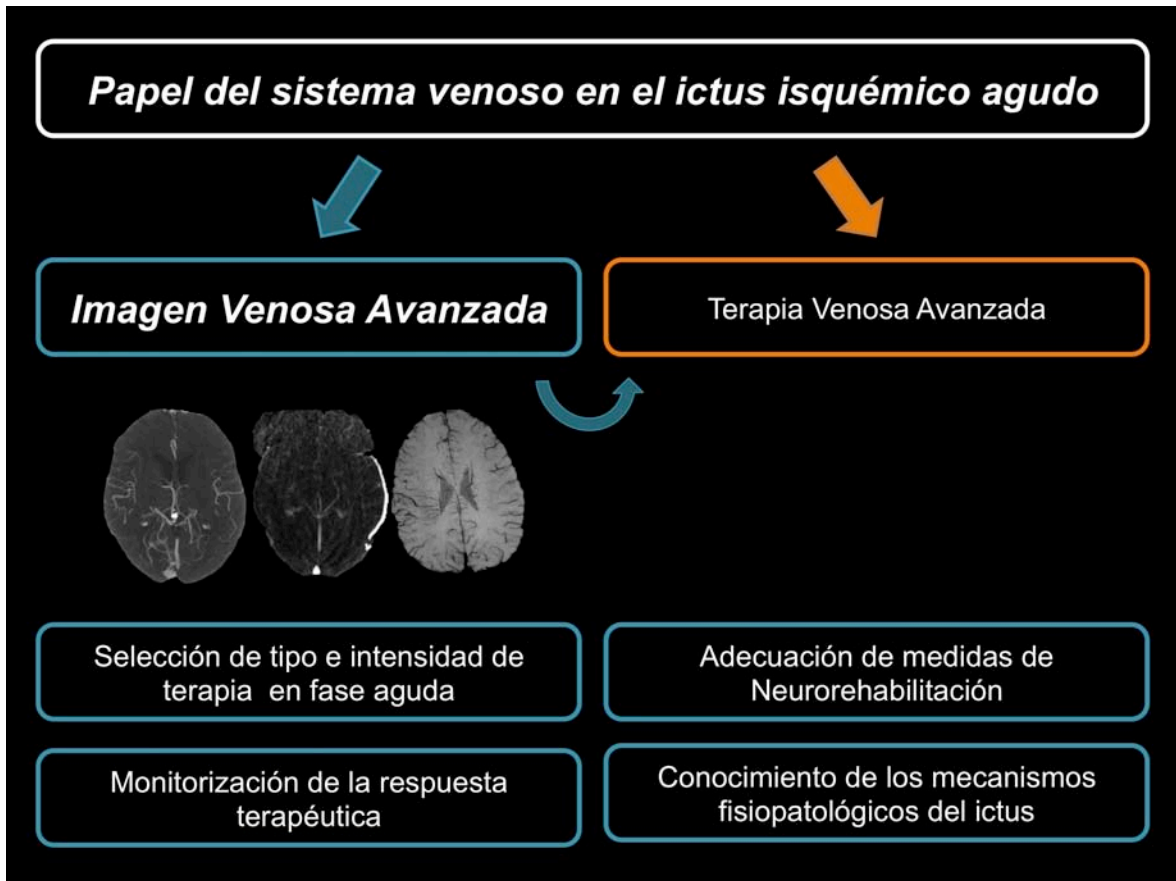 Papel del sistema venoso en el ictus isquémico agudo
Imagen Venosa Avanzada
Terapia Venosa Avanzada
Selección de tipo e intensidad de
terapia en fase aguda
Adecuación de medidas de
Neurorehabilitación
Monitorización de la respuesta
terapéutica
Conocimiento de los mecanismos
fisiopatológicos del ictus